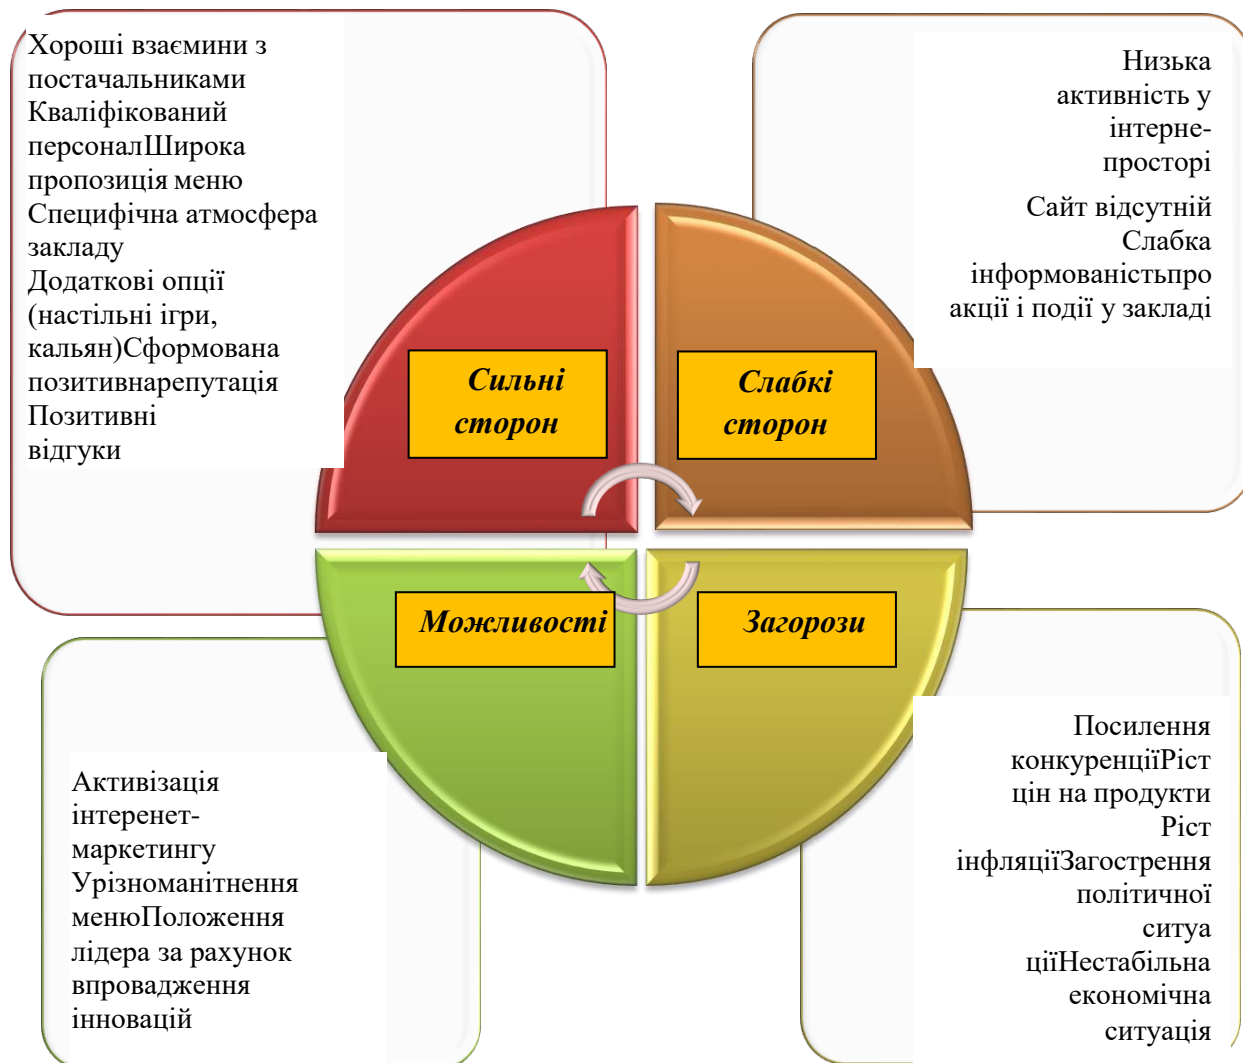 Хороші взаємини з
постачальниками
Кваліфікований
персоналШирока
пропозиція меню
Специфічна атмосфера
закладу
Додаткові опції
(настільні ігри,
кальян)Сформована
позитивнарепутація
Позитивні
відгуки
Низька
активність у
інтерне-
просторі
Сайт відсутній
Слабка
інформованістьпро
акції і події у закладі
Сильні
сторон
Слабкі
сторон
Можливості
Загорози
Активізація
інтеренет-
маркетингу
Урізноманітнення
менюПоложення
лідера за рахунок
впровадження
інновацій
Посилення
конкуренціїРіст
цін на продукти
Ріст
інфляціїЗагострення
політичної
ситуа
ціїНестабільна
економічна
ситуація